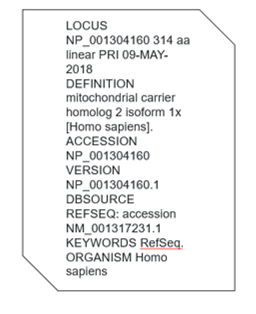 LOCUS
NP_001304160 314 aa
linear PRI 09-MAY-
2018
DEFINITION
mitochondrial carrier
homolog 2 isoform 1x
[Homo sapiens].
ACCESSION
NP_001304160
VERSION
NP_001304160.1
DBSOURCE
REFSEQ: accession
NM_001317231.1
KEYWORDS RefSeq.
ORGANISM Homo
sapiens